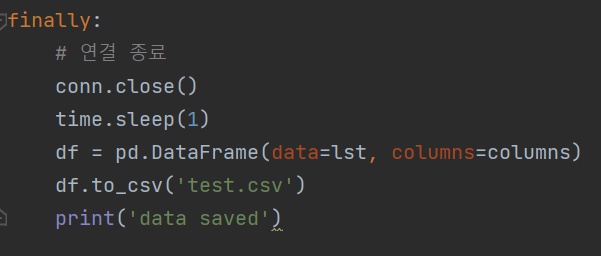 finally:
# 연결 종료
conn.close()
time.sleep(1)
df = pd.DataFrame(data=lst, columns=columns)
df.to_csv('test.csv')
print('data saved')